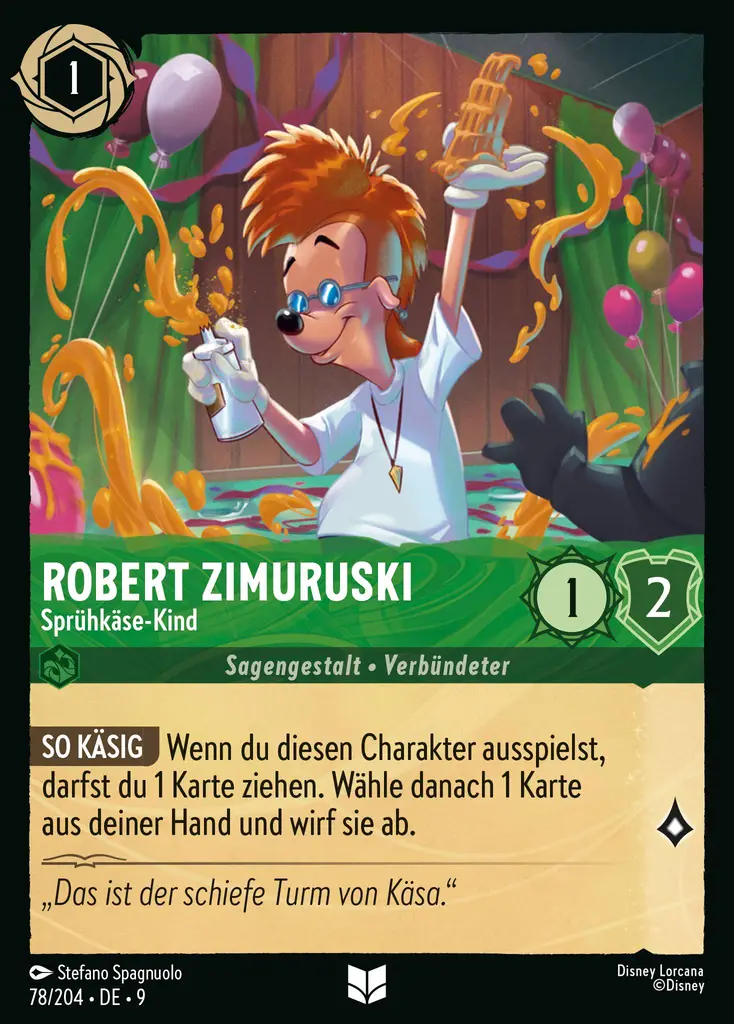 1
ROBERT ZIMURUSKI
Sprühkäse-Kind
1
2
Sagengestalt • Verbündeter
SO KÄSIG Wenn du diesen Charakter ausspielst,
darfst du 1 Karte ziehen. Wähle danach 1 Karte
aus deiner Hand und wirf sie ab.
„Das ist der schiefe Turm von Käsa.“
Stefano Spagnuolo
Disney Lorcana
78/204 • DE • 9
©Disney